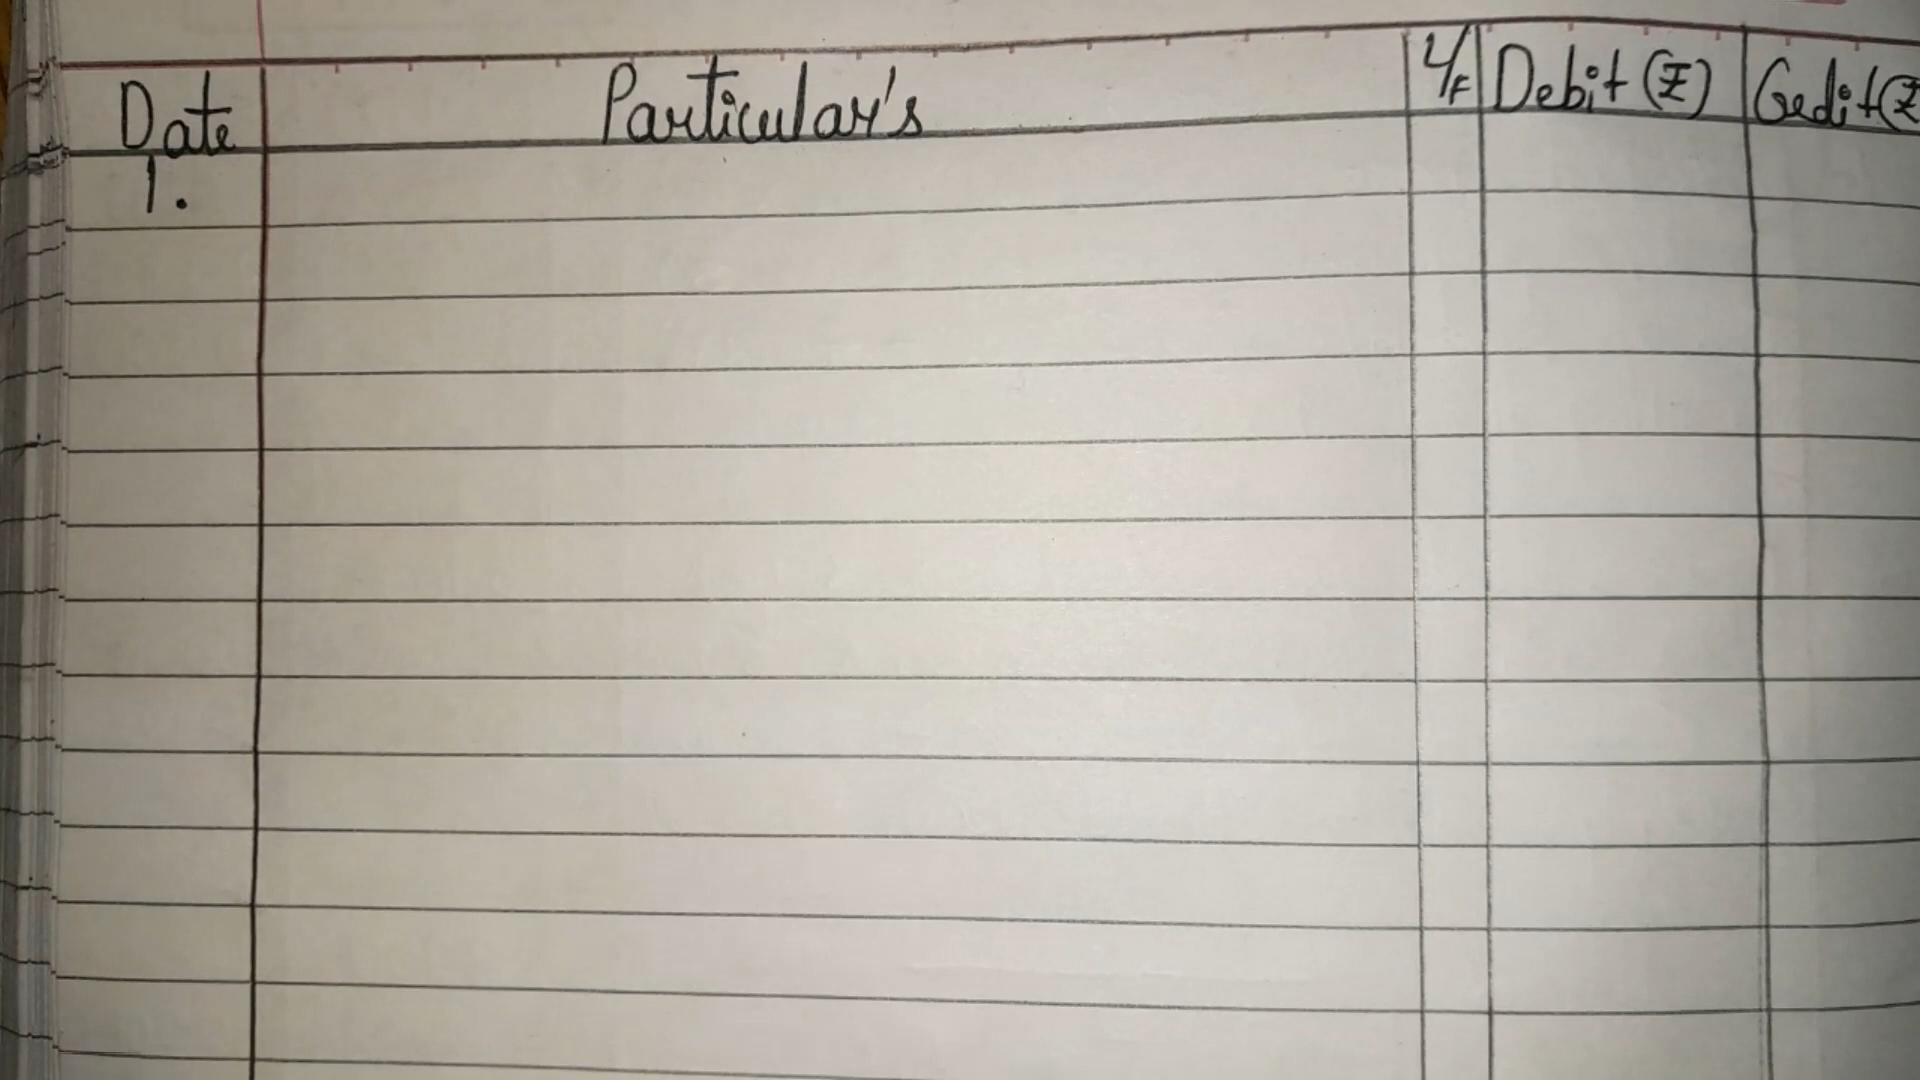 Date Particular's L/F Debit (₹) Credit (₹
1.